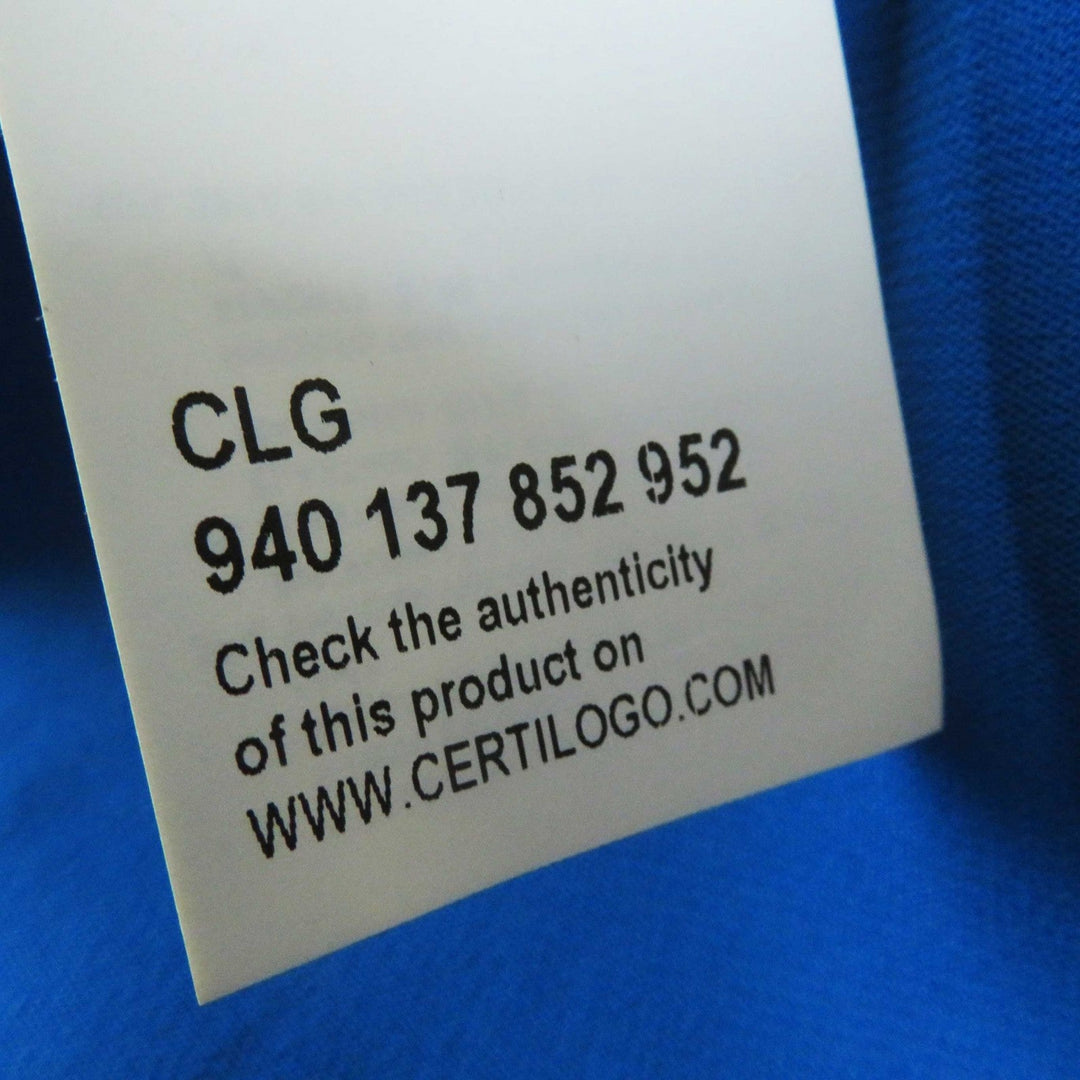 CLG
940 137 852 952
Check the authenticity
of this product on
WWW.CERTILOGO.COM